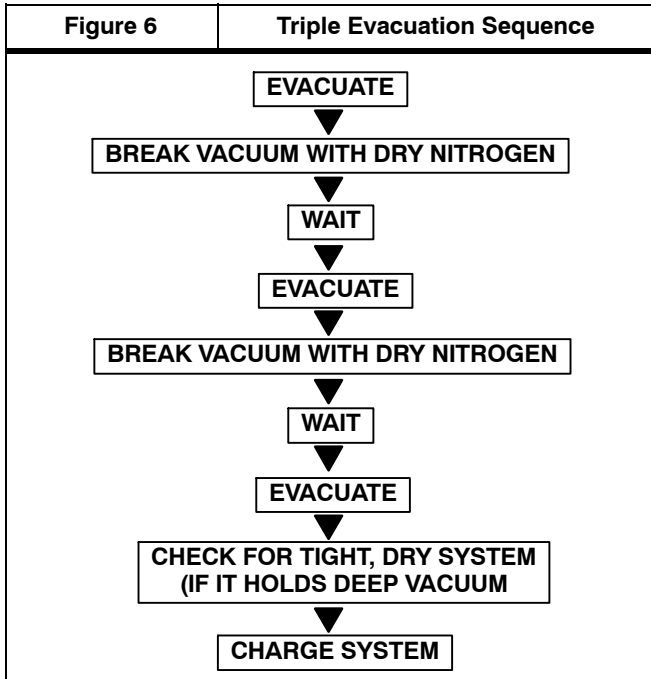 Figure 6
Triple Evacuation Sequence
EVACUATE
BREAK VACUUM WITH DRY NITROGEN
WAIT
EVACUATE
BREAK VACUUM WITH DRY NITROGEN
WAIT
EVACUATE
CHECK FOR TIGHT, DRY SYSTEM
(IF IT HOLDS DEEP VACUUM
CHARGE SYSTEM